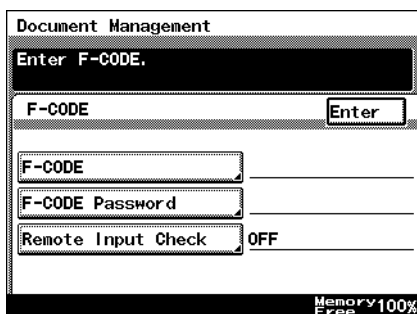 Document Management
Enter F-CODE.
F-CODE
Enter
F-CODE
F-CODE Password
Remote Input Check OFF
Memory Free 100%